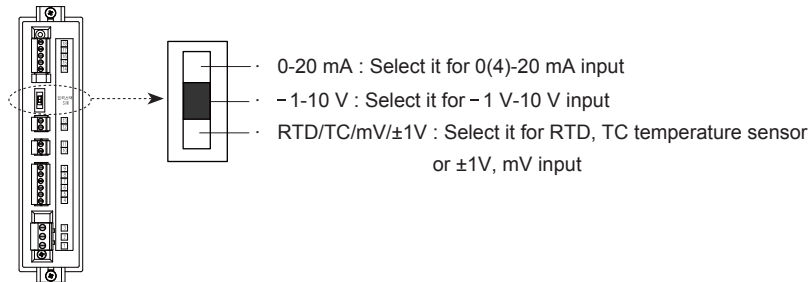 · 0-20 mA : Select it for 0(4)-20 mA input
· −1-10 V : Select it for −1 V-10 V input
· RTD/TC/mV/±1V : Select it for RTD, TC temperature sensor
or ±1V, mV input